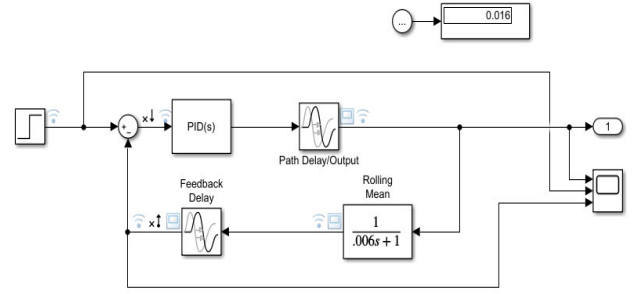 ...
0.016
+
−
PID(s)
Path Delay/Output
1
Feedback
Delay
Rolling
Mean
1
.006s + 1